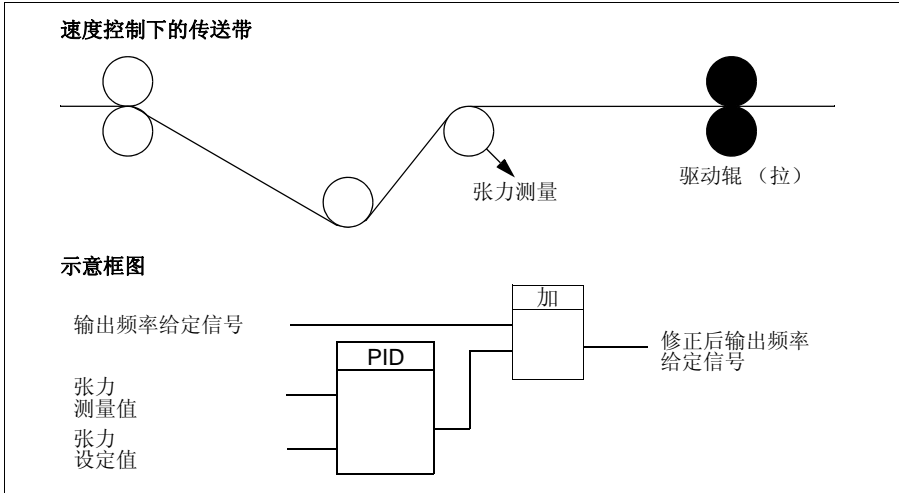 速度控制下的传送带
张力测量
驱动辊 （拉）
示意框图
加
输出频率给定信号
修正后输出频率
给定信号
PID
张力
测量值
张力
设定值